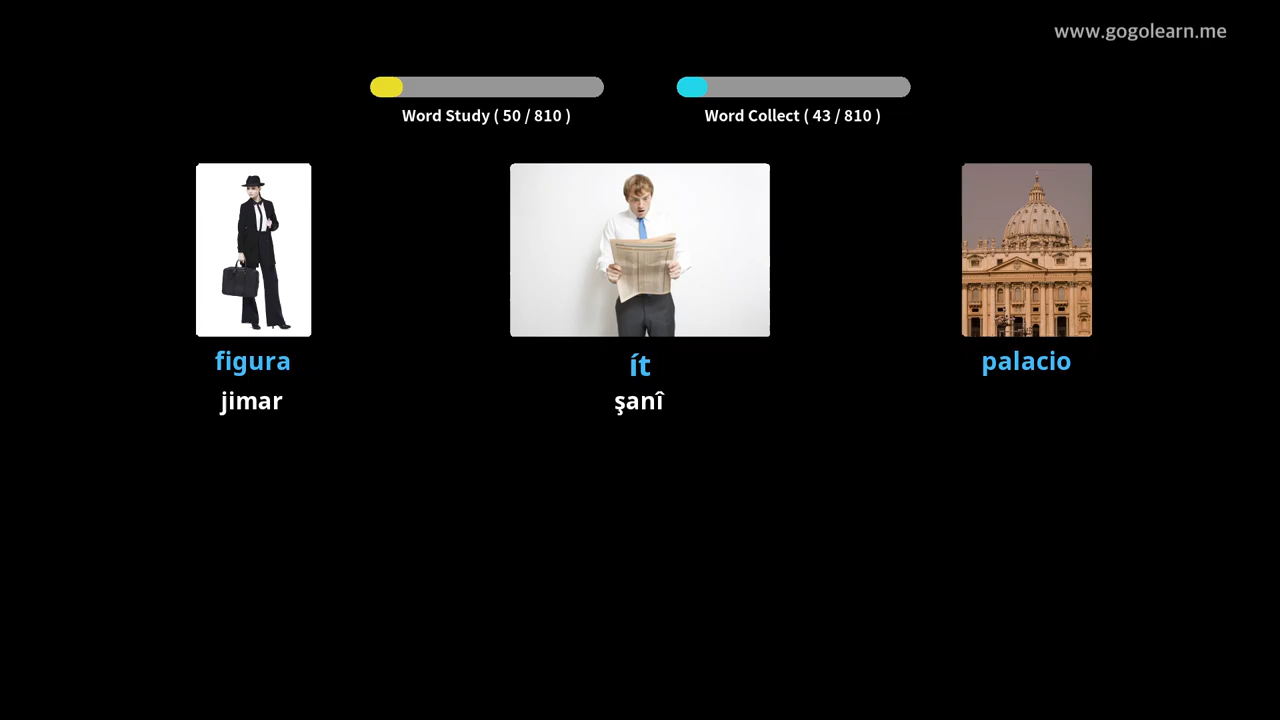 www.gogolearn.me
Word Study ( 50 / 810 )
Word Collect ( 43 / 810 )
figura
ít
palacio
jimar
şanî